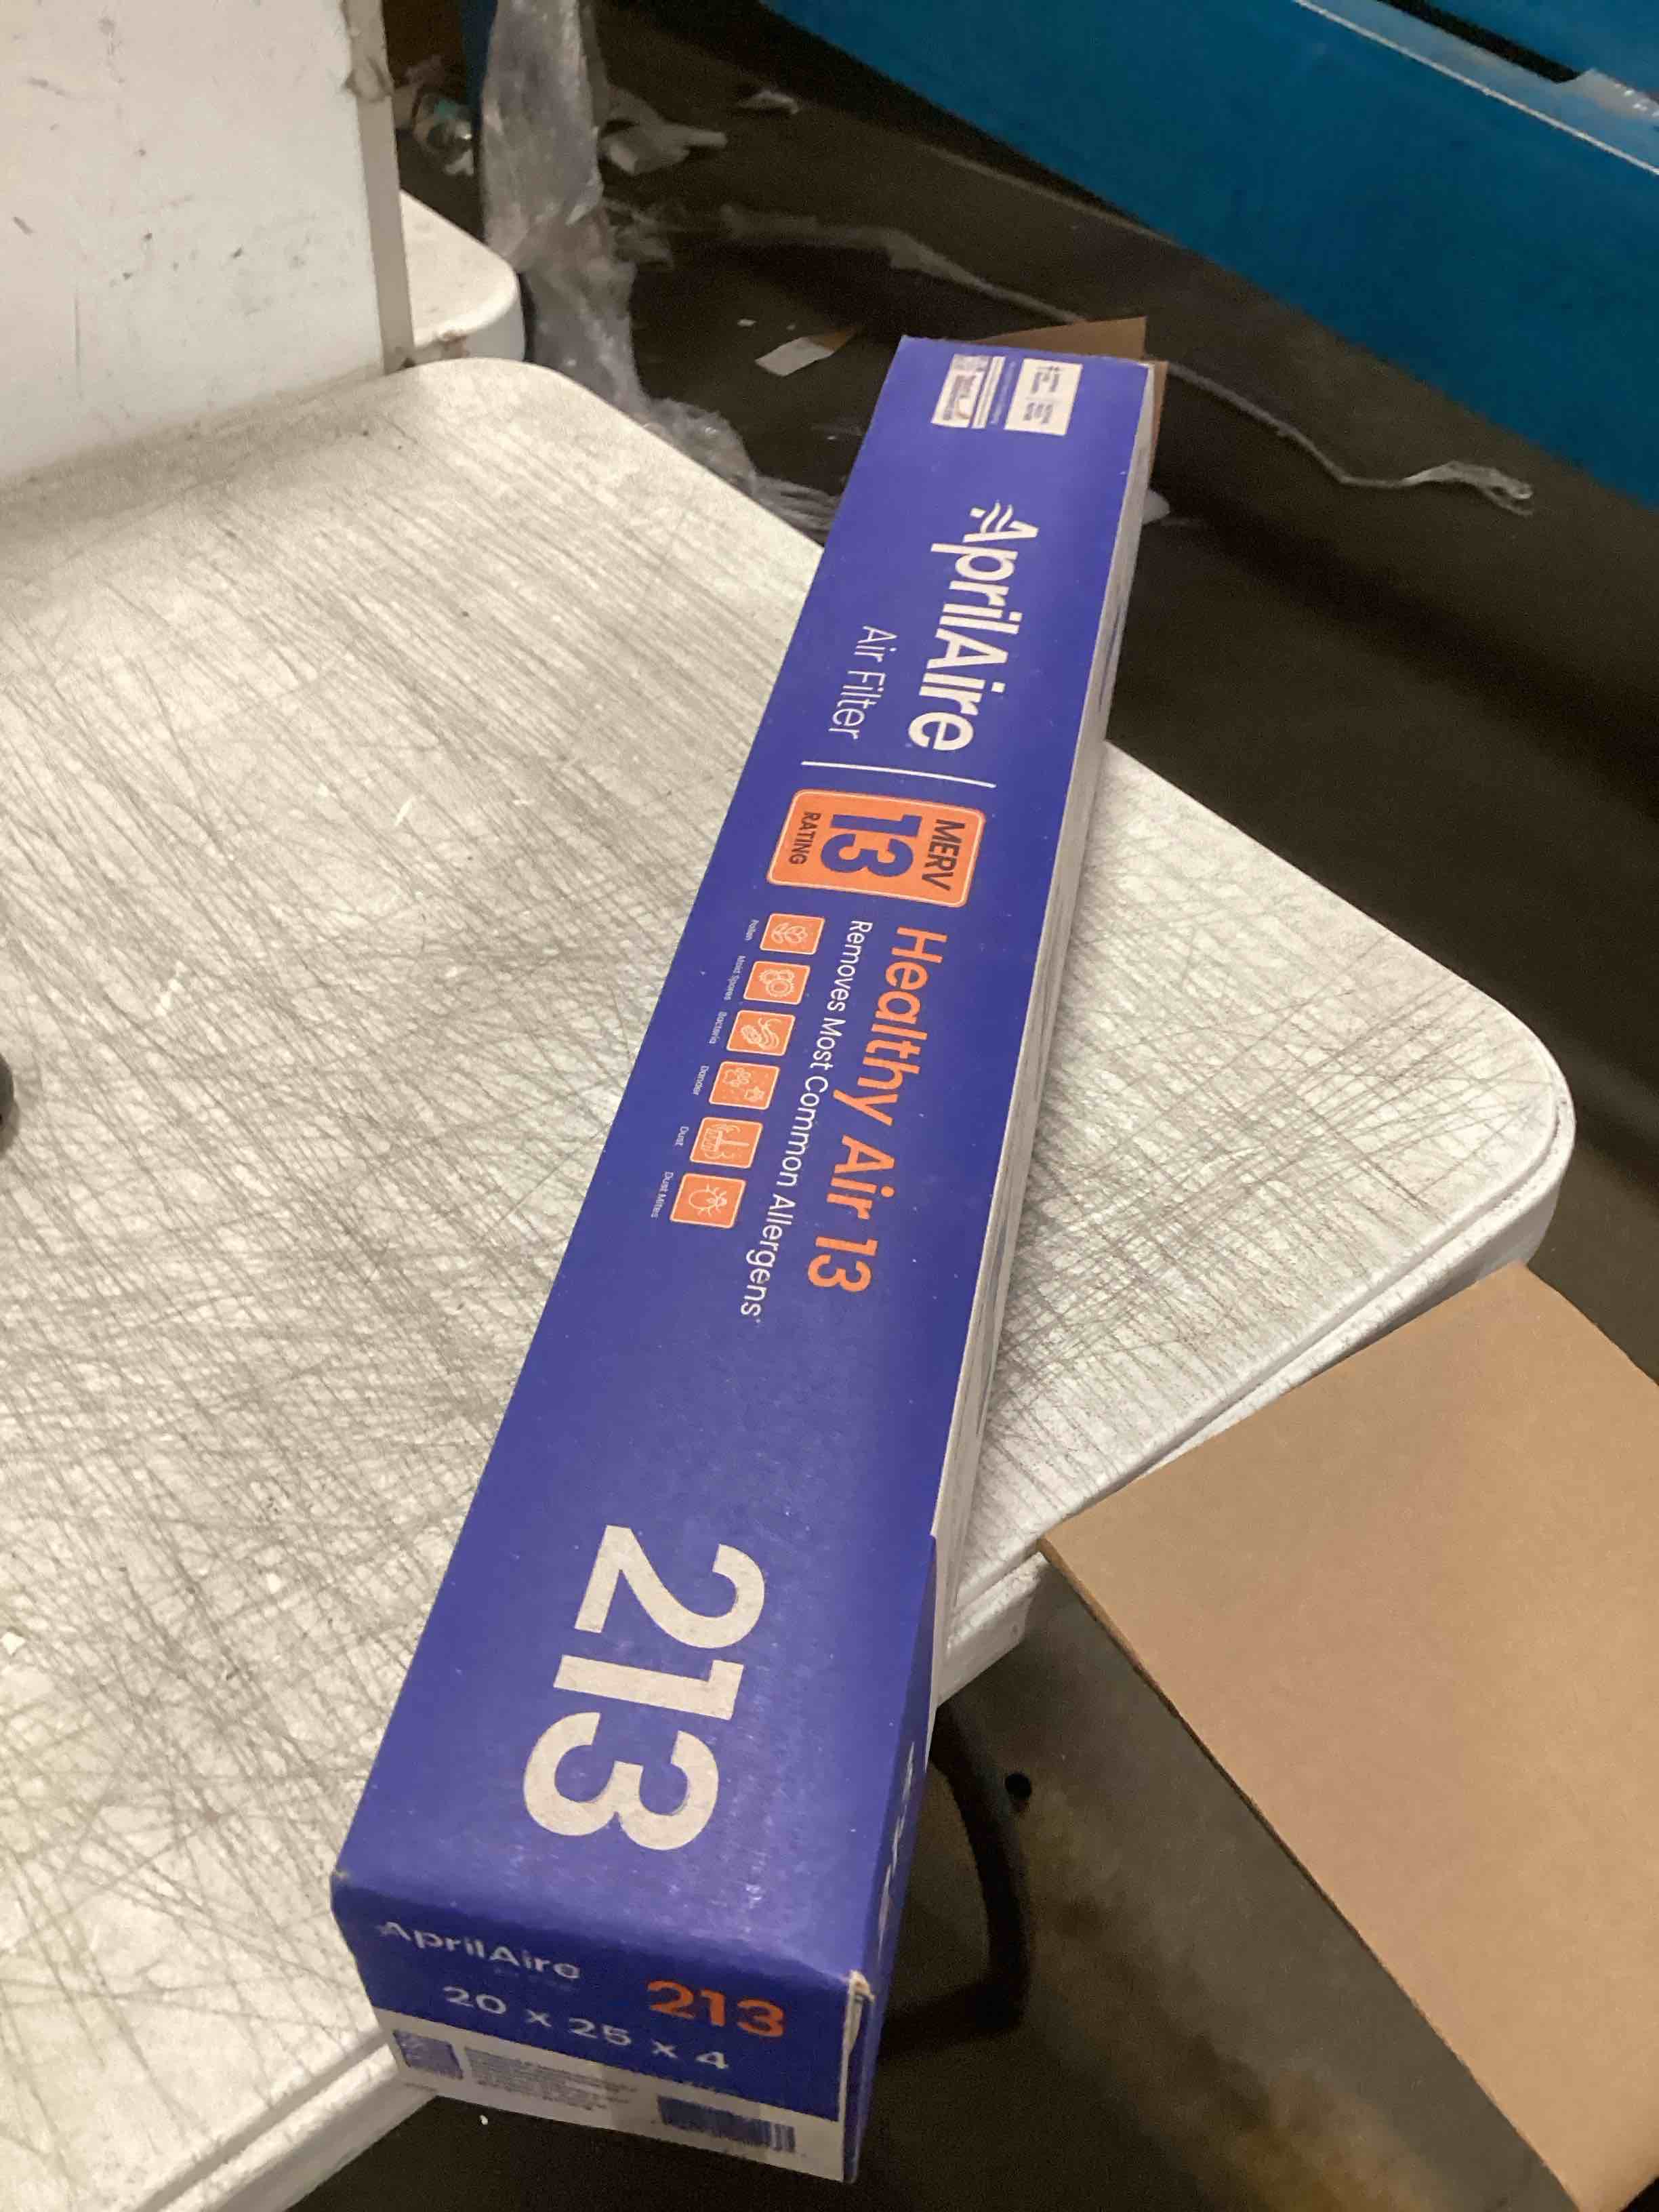 AprilAire
Air Filter
MERV
13
RATING
Healthy Air 13
Removes Most Common Allergens*
Pollen
Mold Spores
Bacteria
Dander
Dust
Dust Mites
213
AprilAire
213
20 x 25 x 4